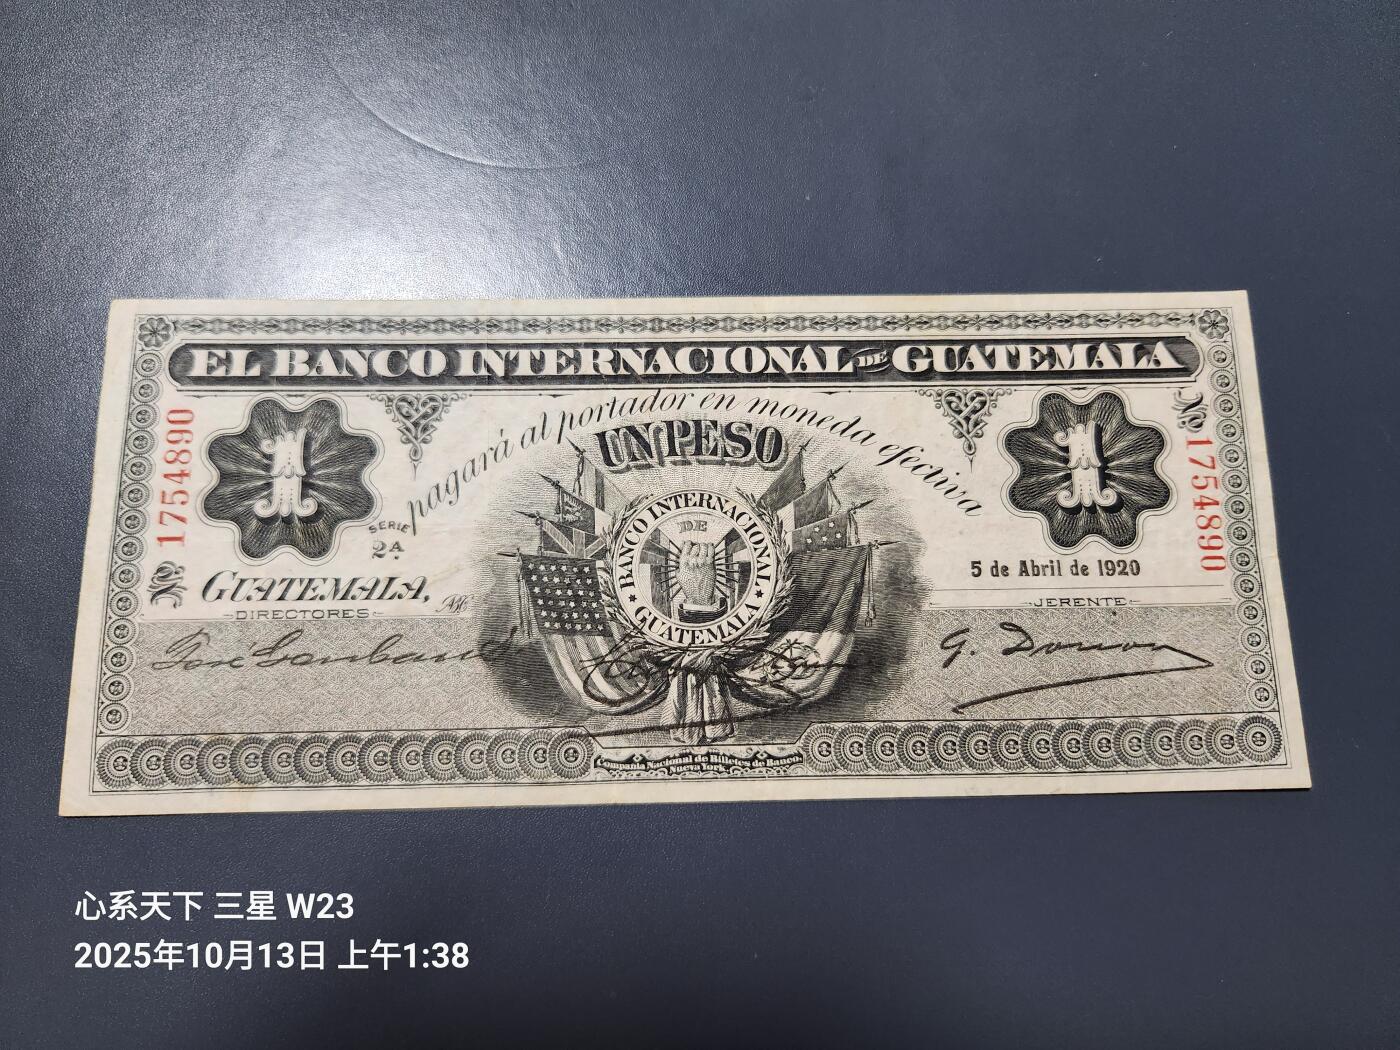 EL BANCO INTERNACIONAL DE GUATEMALA
pagará al portador en moneda efectiva
UN PESO
1
1
Nº 1754890
Nº 1754890
SERIE
2A.
BANCO INTERNACIONAL
DE
GUATEMALA
5 de Abril de 1920
GUATEMALA,
DIRECTORES
JERENTE
Compañia Nacional de Billetes de Banco.
Nueva York
心系天下 三星 W23
2025年10月13日 上午1:38